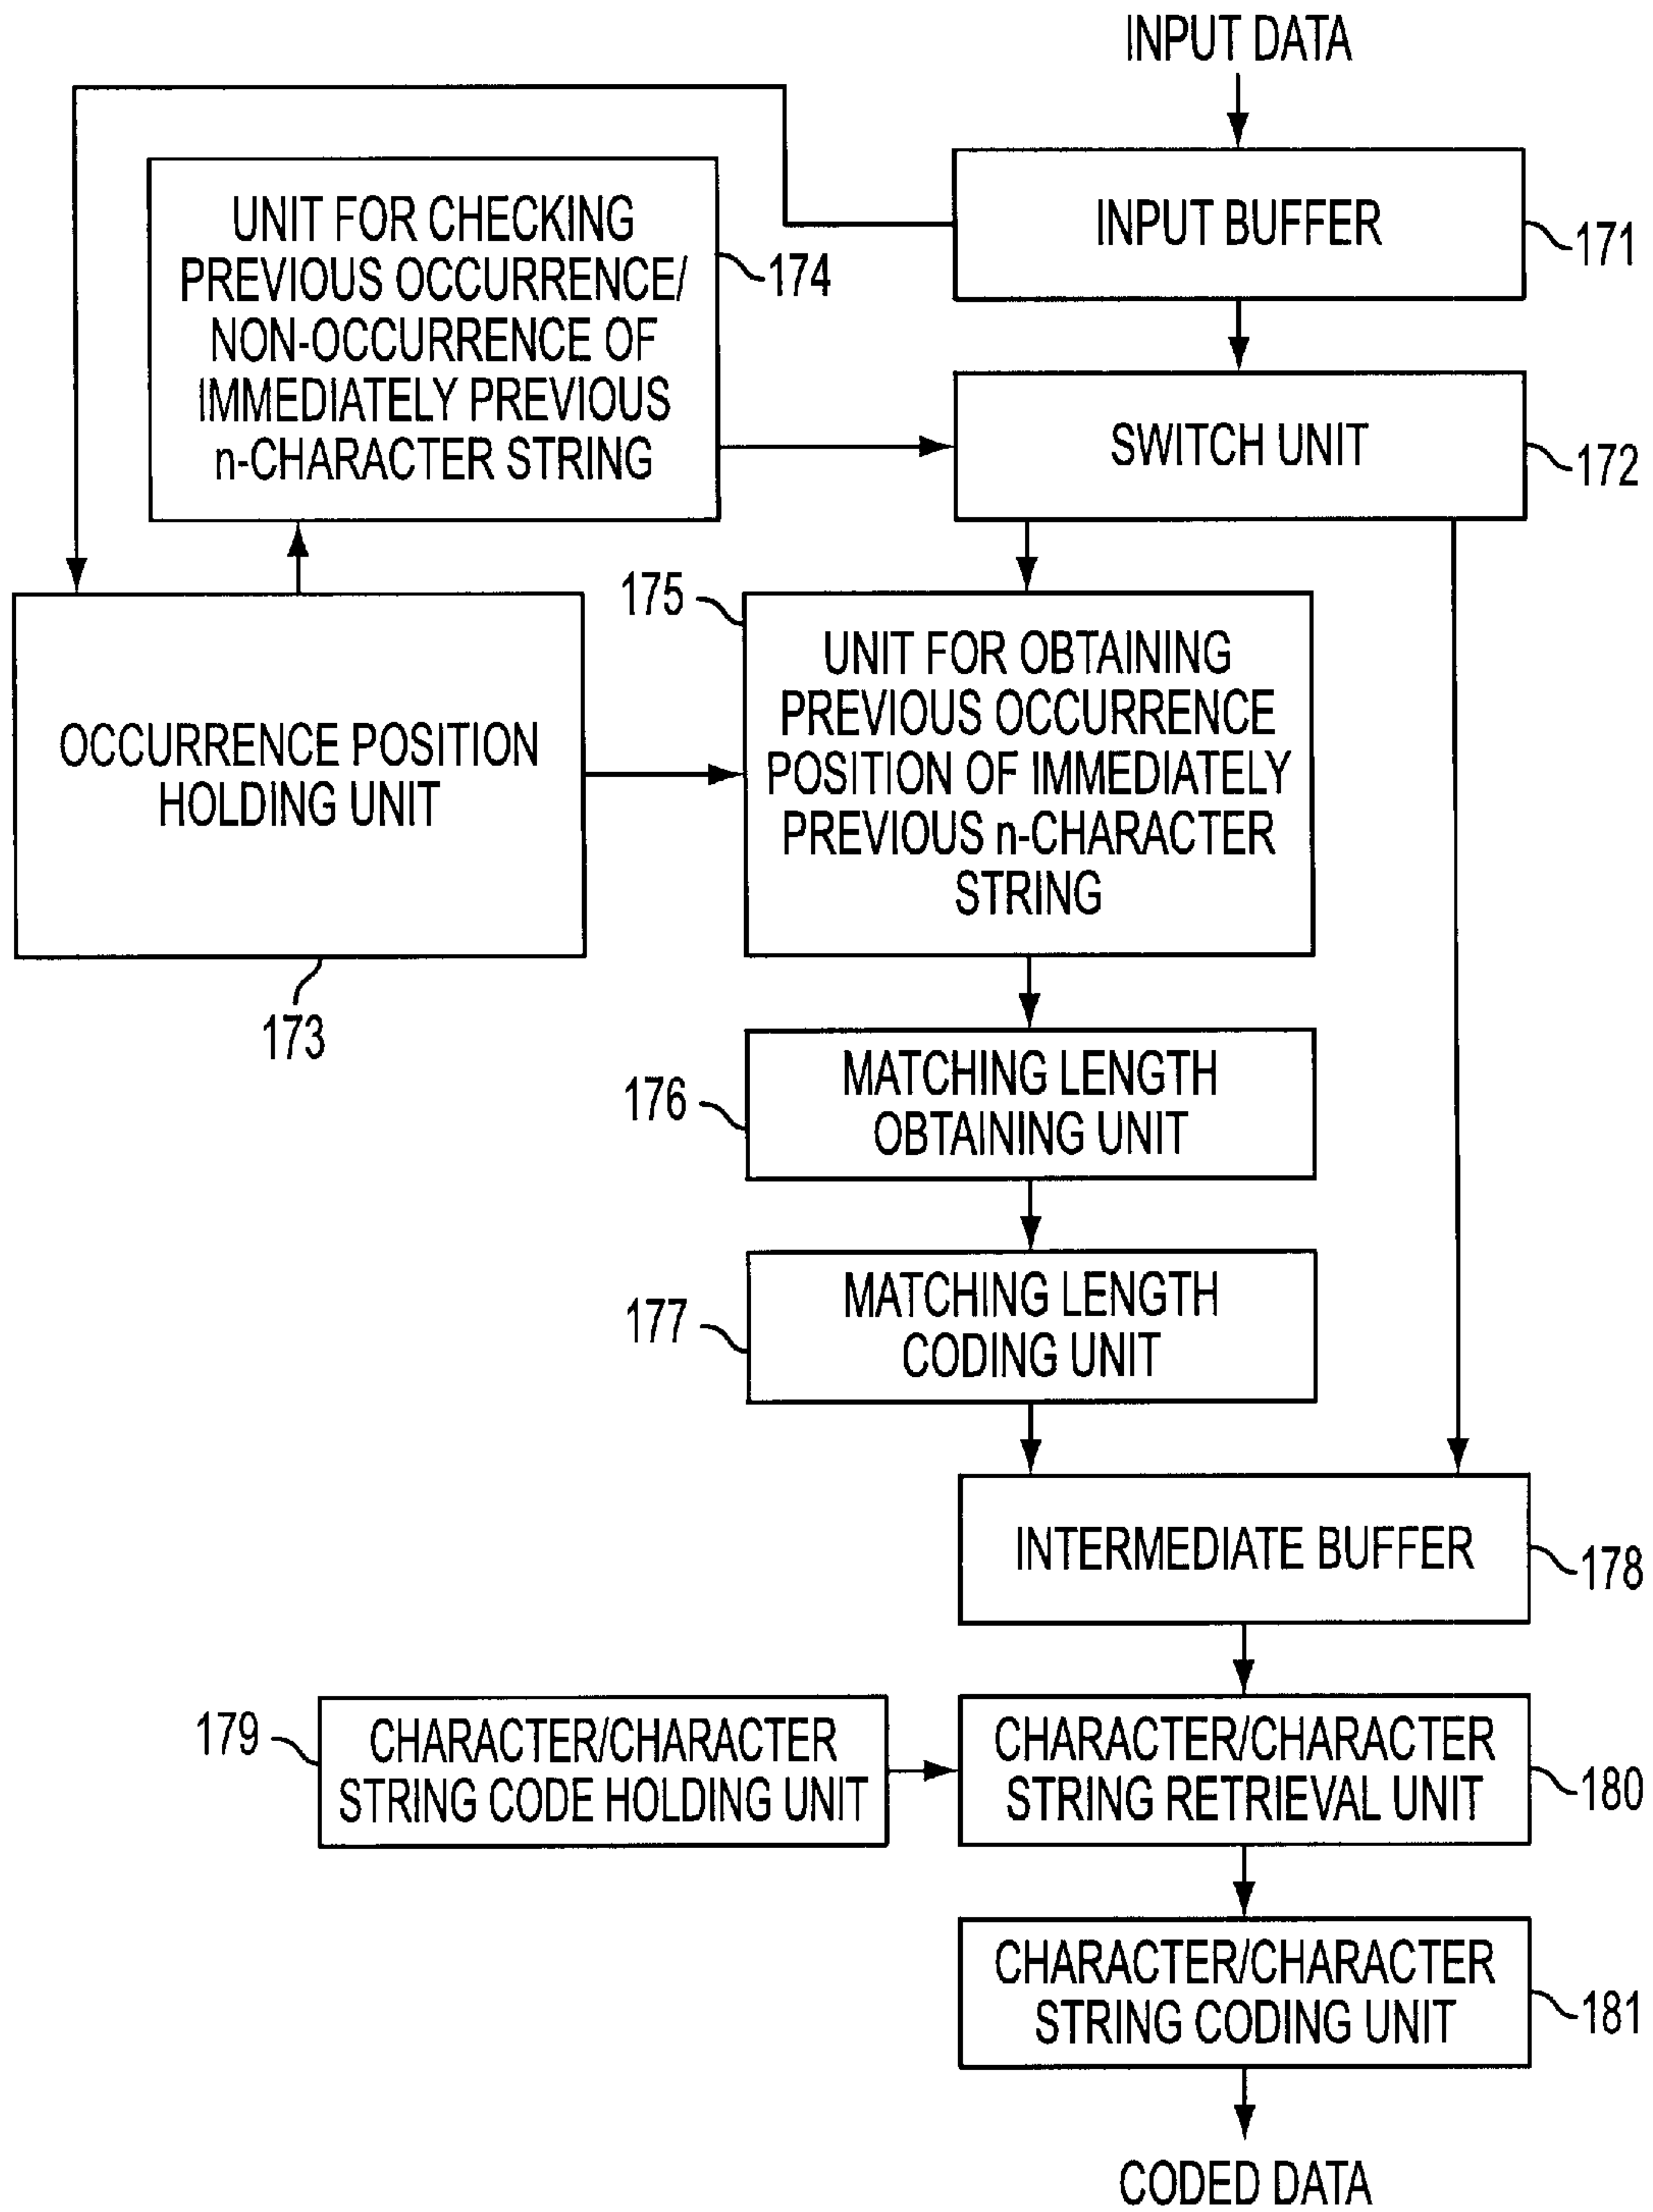 INPUT DATA
INPUT BUFFER
171
UNIT FOR CHECKING
PREVIOUS OCCURRENCE/
NON-OCCURRENCE OF
IMMEDIATELY PREVIOUS
n-CHARACTER STRING
174
SWITCH UNIT
172
OCCURRENCE POSITION
HOLDING UNIT
173
175
UNIT FOR OBTAINING
PREVIOUS OCCURRENCE
POSITION OF IMMEDIATELY
PREVIOUS n-CHARACTER
STRING
176
MATCHING LENGTH
OBTAINING UNIT
177
MATCHING LENGTH
CODING UNIT
INTERMEDIATE BUFFER
178
179
CHARACTER/CHARACTER
STRING CODE HOLDING UNIT
CHARACTER/CHARACTER
STRING RETRIEVAL UNIT
180
CHARACTER/CHARACTER
STRING CODING UNIT
181
CODED DATA